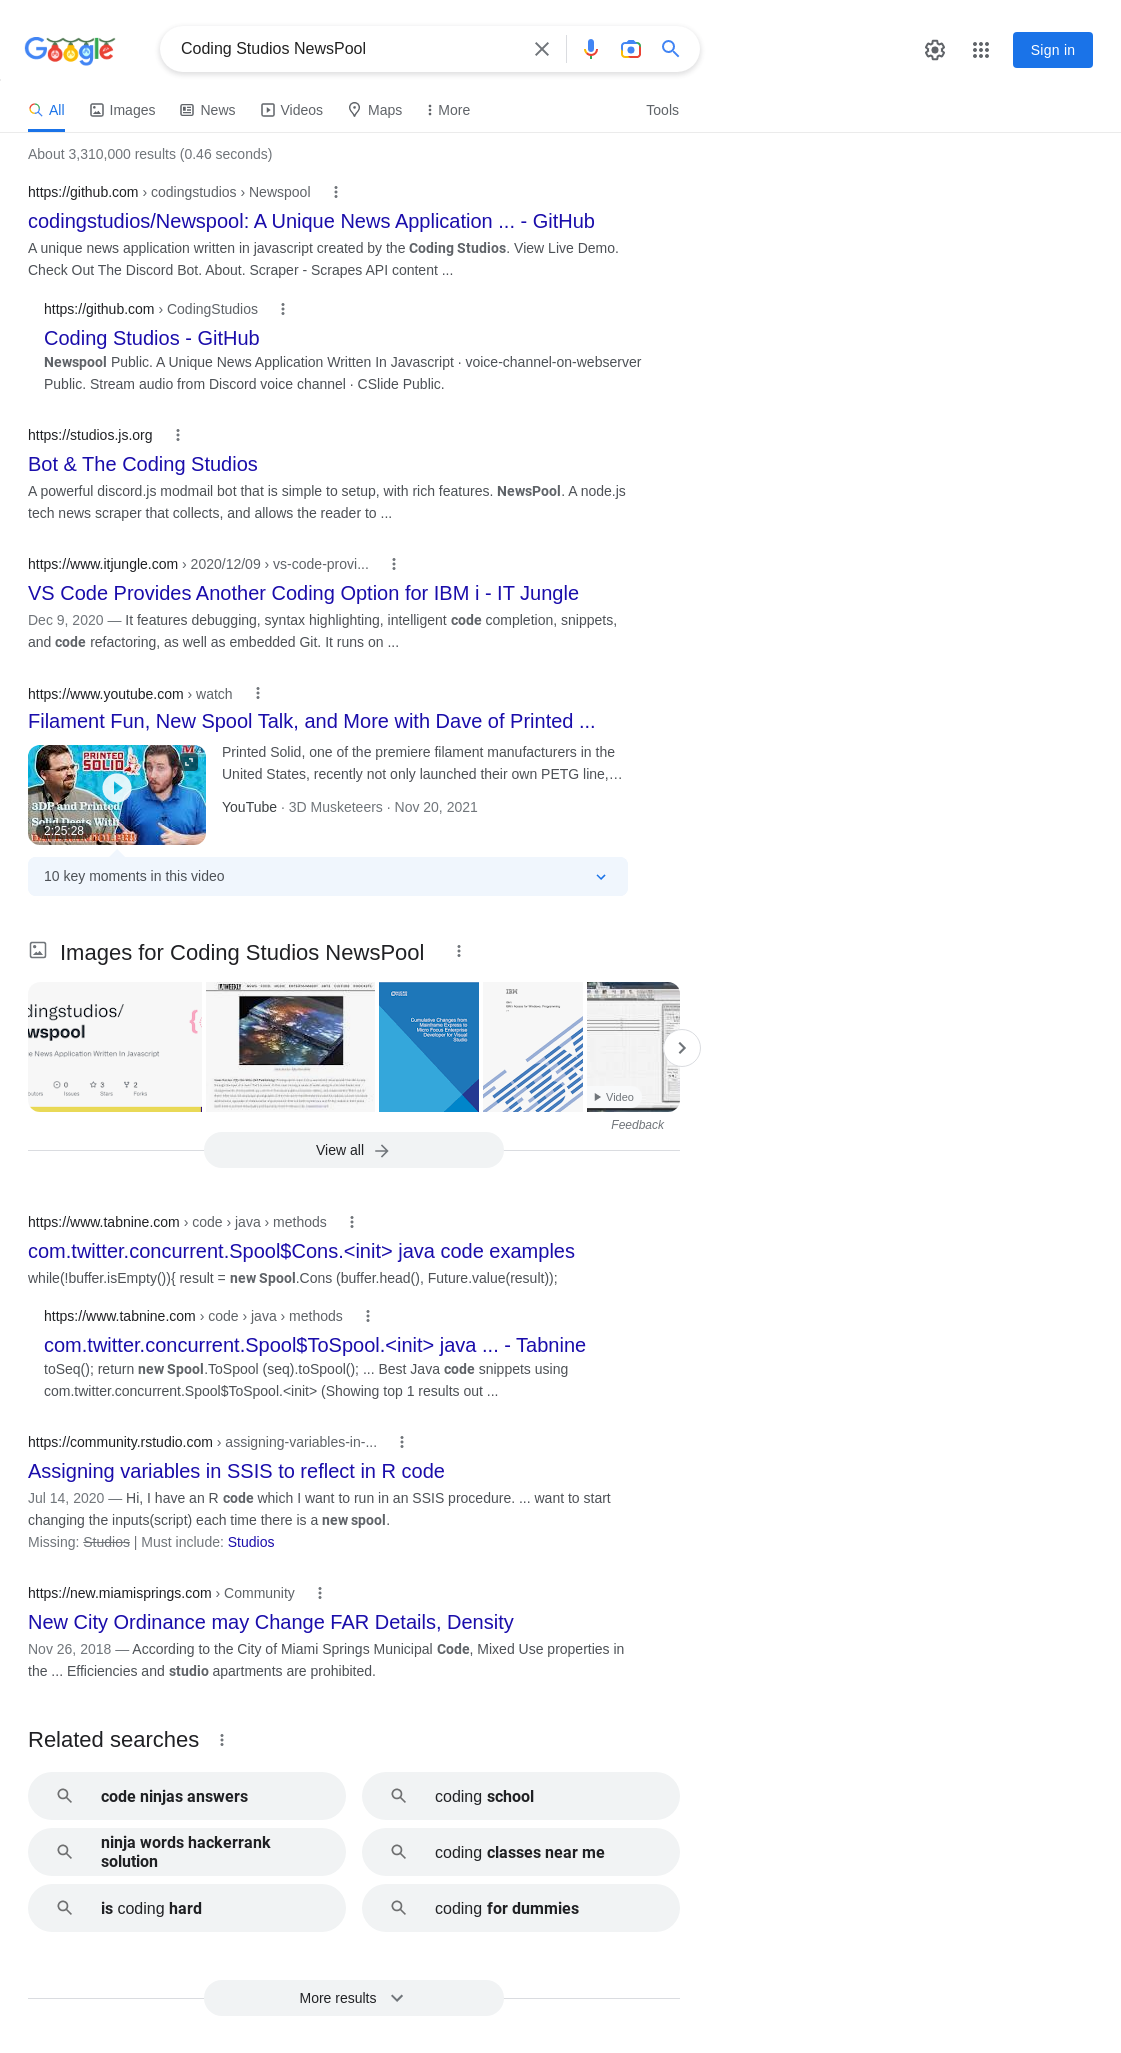 Google
Coding Studios NewsPool
Sign in
All
Images
News
Videos
Maps
More
Tools
About 3,310,000 results (0.46 seconds)
https://github.com › codingstudios › Newspool
codingstudios/Newspool: A Unique News Application ... - GitHub
A unique news application written in javascript created by the Coding Studios. View Live Demo.
Check Out The Discord Bot. About. Scraper - Scrapes API content ...
https://github.com › CodingStudios
Coding Studios - GitHub
Newspool Public. A Unique News Application Written In Javascript · voice-channel-on-webserver
Public. Stream audio from Discord voice channel · CSlide Public.
https://studios.js.org
Bot & The Coding Studios
A powerful discord.js modmail bot that is simple to setup, with rich features. NewsPool. A node.js
tech news scraper that collects, and allows the reader to ...
https://www.itjungle.com › 2020/12/09 › vs-code-provi...
VS Code Provides Another Coding Option for IBM i - IT Jungle
Dec 9, 2020 — It features debugging, syntax highlighting, intelligent code completion, snippets,
and code refactoring, as well as embedded Git. It runs on ...
https://www.youtube.com › watch
Filament Fun, New Spool Talk, and More with Dave of Printed ...
PRINTED
SOLID
3DP and Printed
Solid Deets With
2:25:28
Printed Solid, one of the premiere filament manufacturers in the
United States, recently not only launched their own PETG line,…
YouTube · 3D Musketeers · Nov 20, 2021
10 key moments in this video
Images for Coding Studios NewsPool
dingstudios/
wspool
e News Application Written In Javascript
0
3
2
butors
Issues
Stars
Forks
WEEKLY
NEWS FOOD MUSIC ENTERTAINMENT ARTS CULTURE PODCASTS
Cumulative Changes from
Mainframe Express to
Micro Focus Enterprise
Developer for Visual
Studio
IBM
Video
Feedback
View all
https://www.tabnine.com › code › java › methods
com.twitter.concurrent.Spool$Cons.<init> java code examples
while(!buffer.isEmpty()){ result = new Spool.Cons (buffer.head(), Future.value(result));
https://www.tabnine.com › code › java › methods
com.twitter.concurrent.Spool$ToSpool.<init> java ... - Tabnine
toSeq(); return new Spool.ToSpool (seq).toSpool(); ... Best Java code snippets using
com.twitter.concurrent.Spool$ToSpool.<init> (Showing top 1 results out ...
https://community.rstudio.com › assigning-variables-in-...
Assigning variables in SSIS to reflect in R code
Jul 14, 2020 — Hi, I have an R code which I want to run in an SSIS procedure. ... want to start
changing the inputs(script) each time there is a new spool.
Missing: Studios | Must include: Studios
https://new.miamisprings.com › Community
New City Ordinance may Change FAR Details, Density
Nov 26, 2018 — According to the City of Miami Springs Municipal Code, Mixed Use properties in
the ... Efficiencies and studio apartments are prohibited.
Related searches
code ninjas answers
coding school
ninja words hackerrank
solution
coding classes near me
is coding hard
coding for dummies
More results